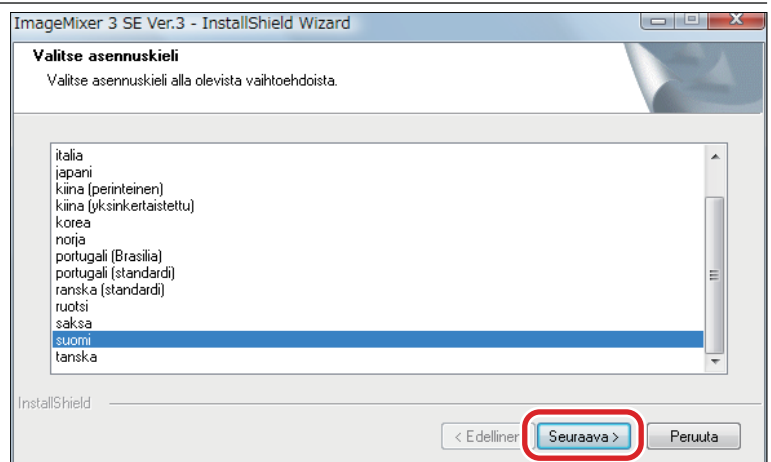 ImageMixer 3 SE Ver.3 - InstallShield Wizard
Valitse asennuskieli
Valitse asennuskieli alla olevista vaihtoehdoista.
italia
japani
kiina (perinteinen)
kiina (yksinkertaistettu)
korea
norja
portugali (Brasilia)
portugali (standardi)
ranska (standardi)
ruotsi
saksa
suomi
tanska
InstallShield
< Edelliner Seuraava > Peruuta